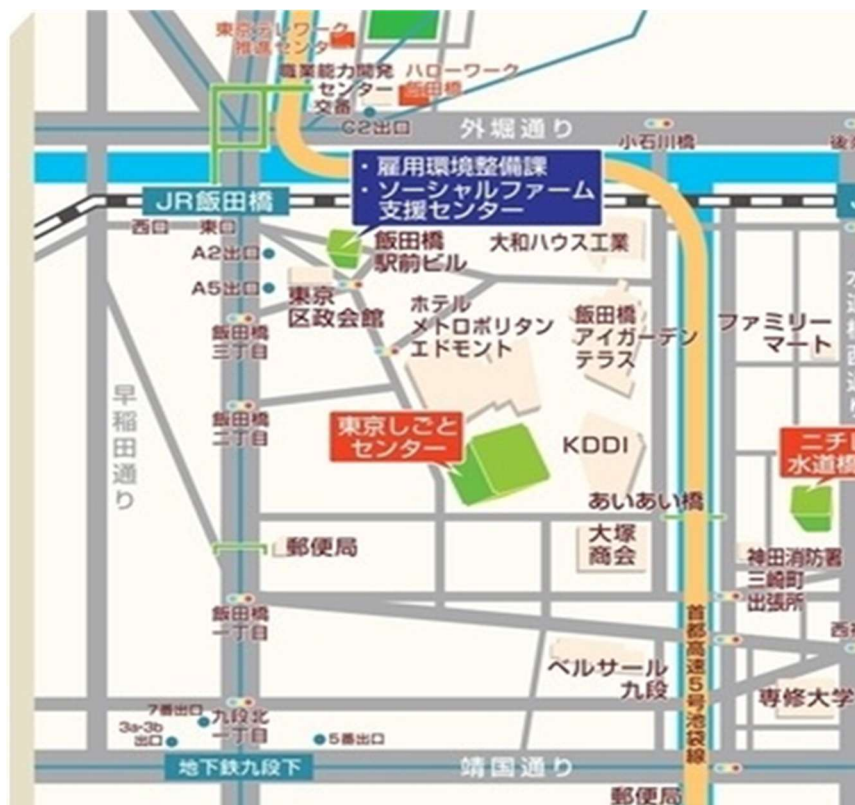 東京テレワーク
推進センター
職業能力開発
センター
ハローワーク
飯田橋
交番
C2出口
外堀通り
小石川橋
・雇用環境整備課
・ソーシャルファーム
支援センター
JR飯田橋
西口
東口
A2出口
飯田橋
駅前ビル
大和ハウス工業
A5出口
東京
区政会館
ホテル
メトロポリタン
エドモント
飯田橋
アイガーデン
テラス
ファミリー
マート
飯田橋
三丁目
早稲田通り
飯田橋
二丁目
東京しごと
センター
KDDI
ニチレ
水道橋
あいあい橋
郵便局
大塚
商会
神田消防署
三崎町
出張所
飯田橋
一丁目
首都高速5号池袋線
ベルサール
九段
専修大学
7番出口
3a・3b
出口
九段北
一丁目
5番出口
地下鉄九段下
靖国通り
郵便局